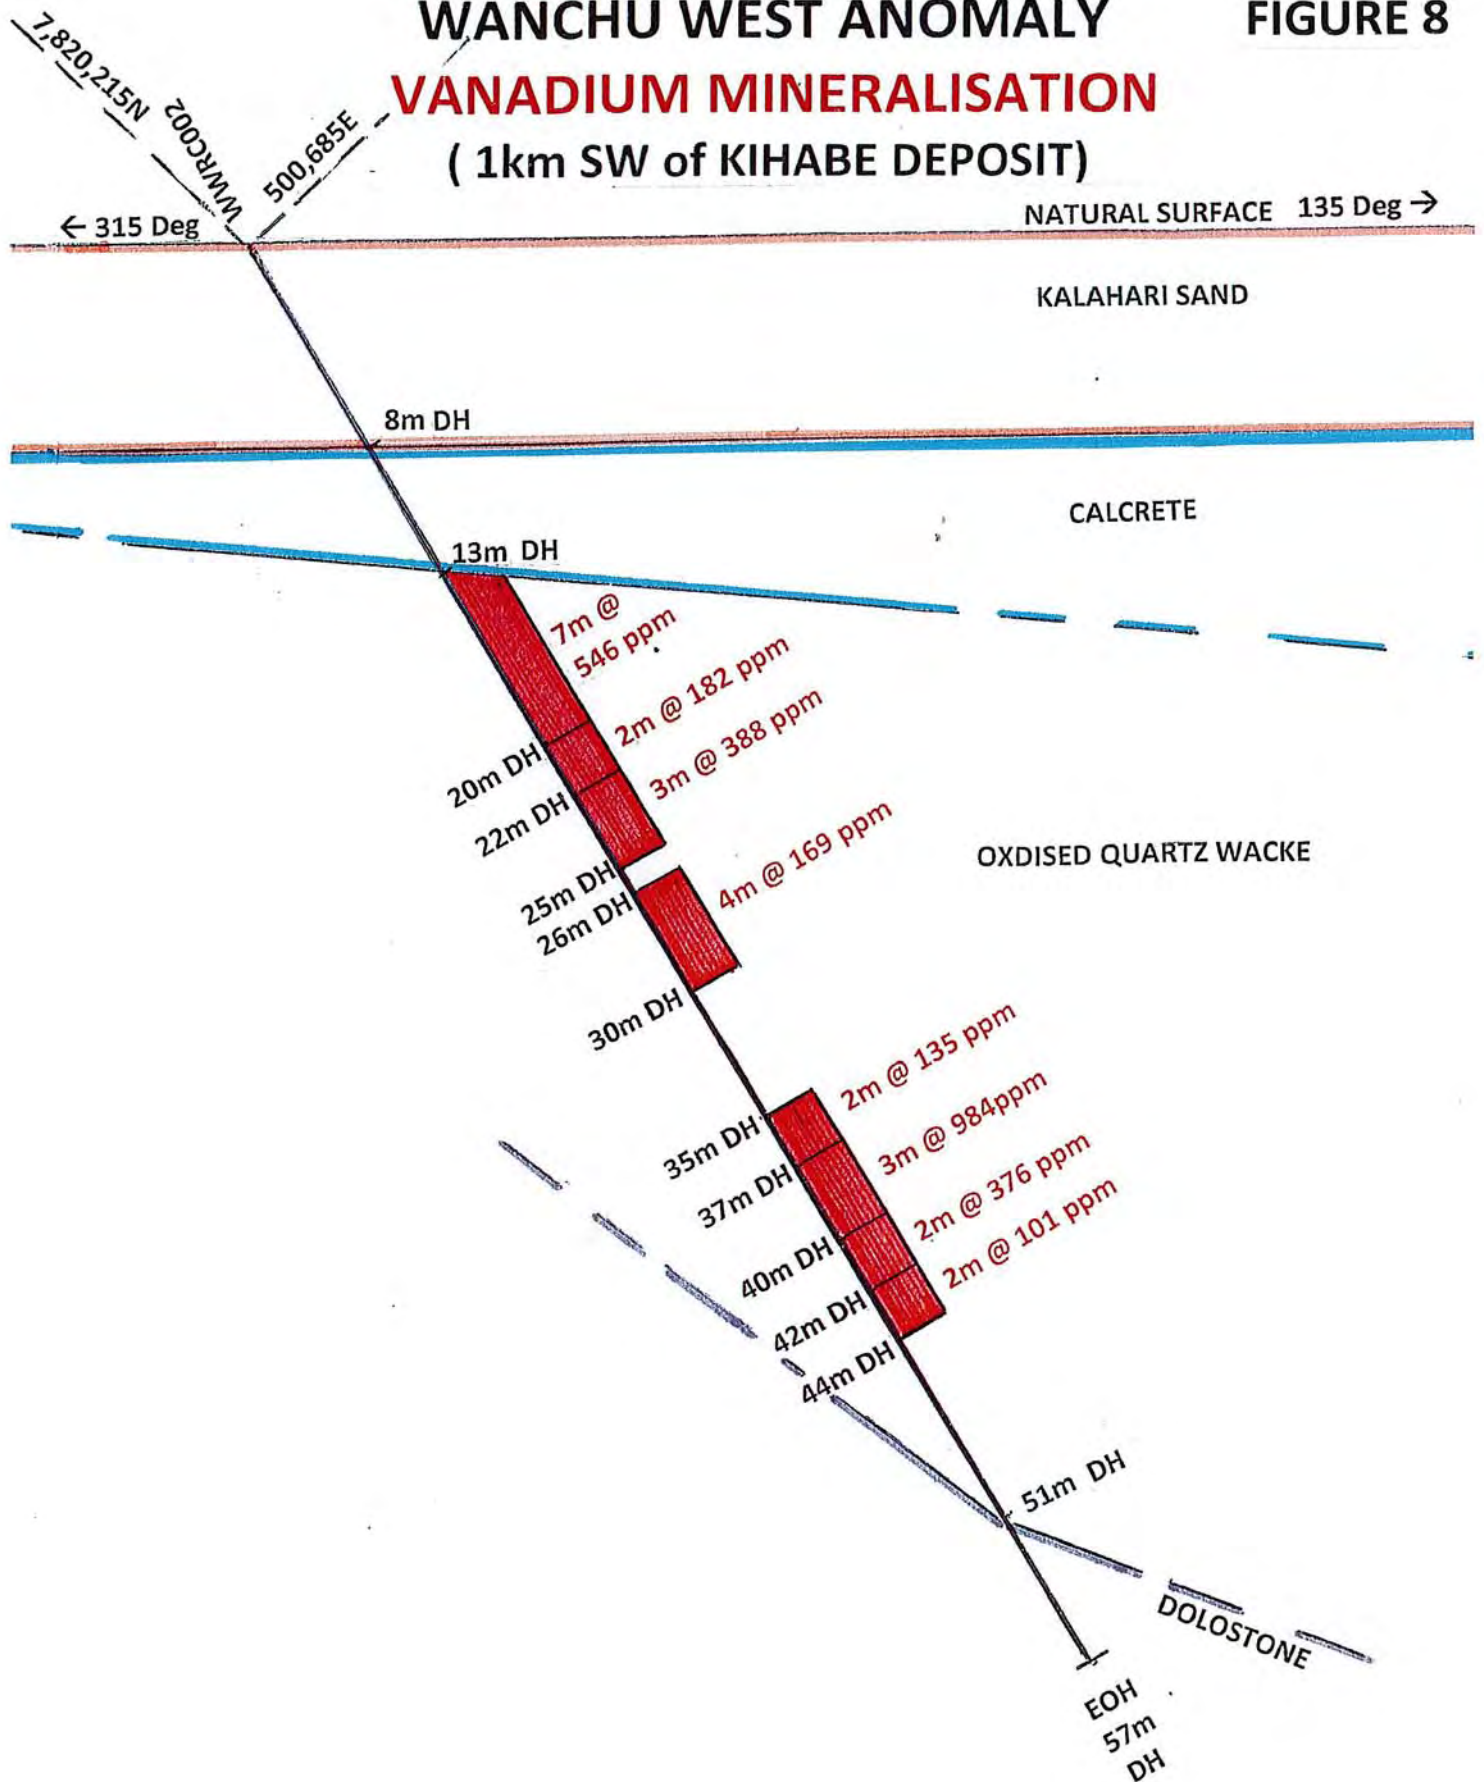 WANCHU WEST ANOMALY
FIGURE 8
VANADIUM MINERALISATION
( 1km SW of KIHABE DEPOSIT)
7,820,215N
WWRC002
500,685E
← 315 Deg
NATURAL SURFACE 135 Deg →
KALAHARI SAND
8m DH
CALCRETE
13m DH
7m @
546 ppm
2m @ 182 ppm
20m DH
3m @ 388 ppm
22m DH
OXDISED QUARTZ WACKE
25m DH
4m @ 169 ppm
26m DH
30m DH
2m @ 135 ppm
35m DH
3m @ 984ppm
37m DH
2m @ 376 ppm
40m DH
2m @ 101 ppm
42m DH
44m DH
51m DH
DOLOSTONE
EOH
57m
DH